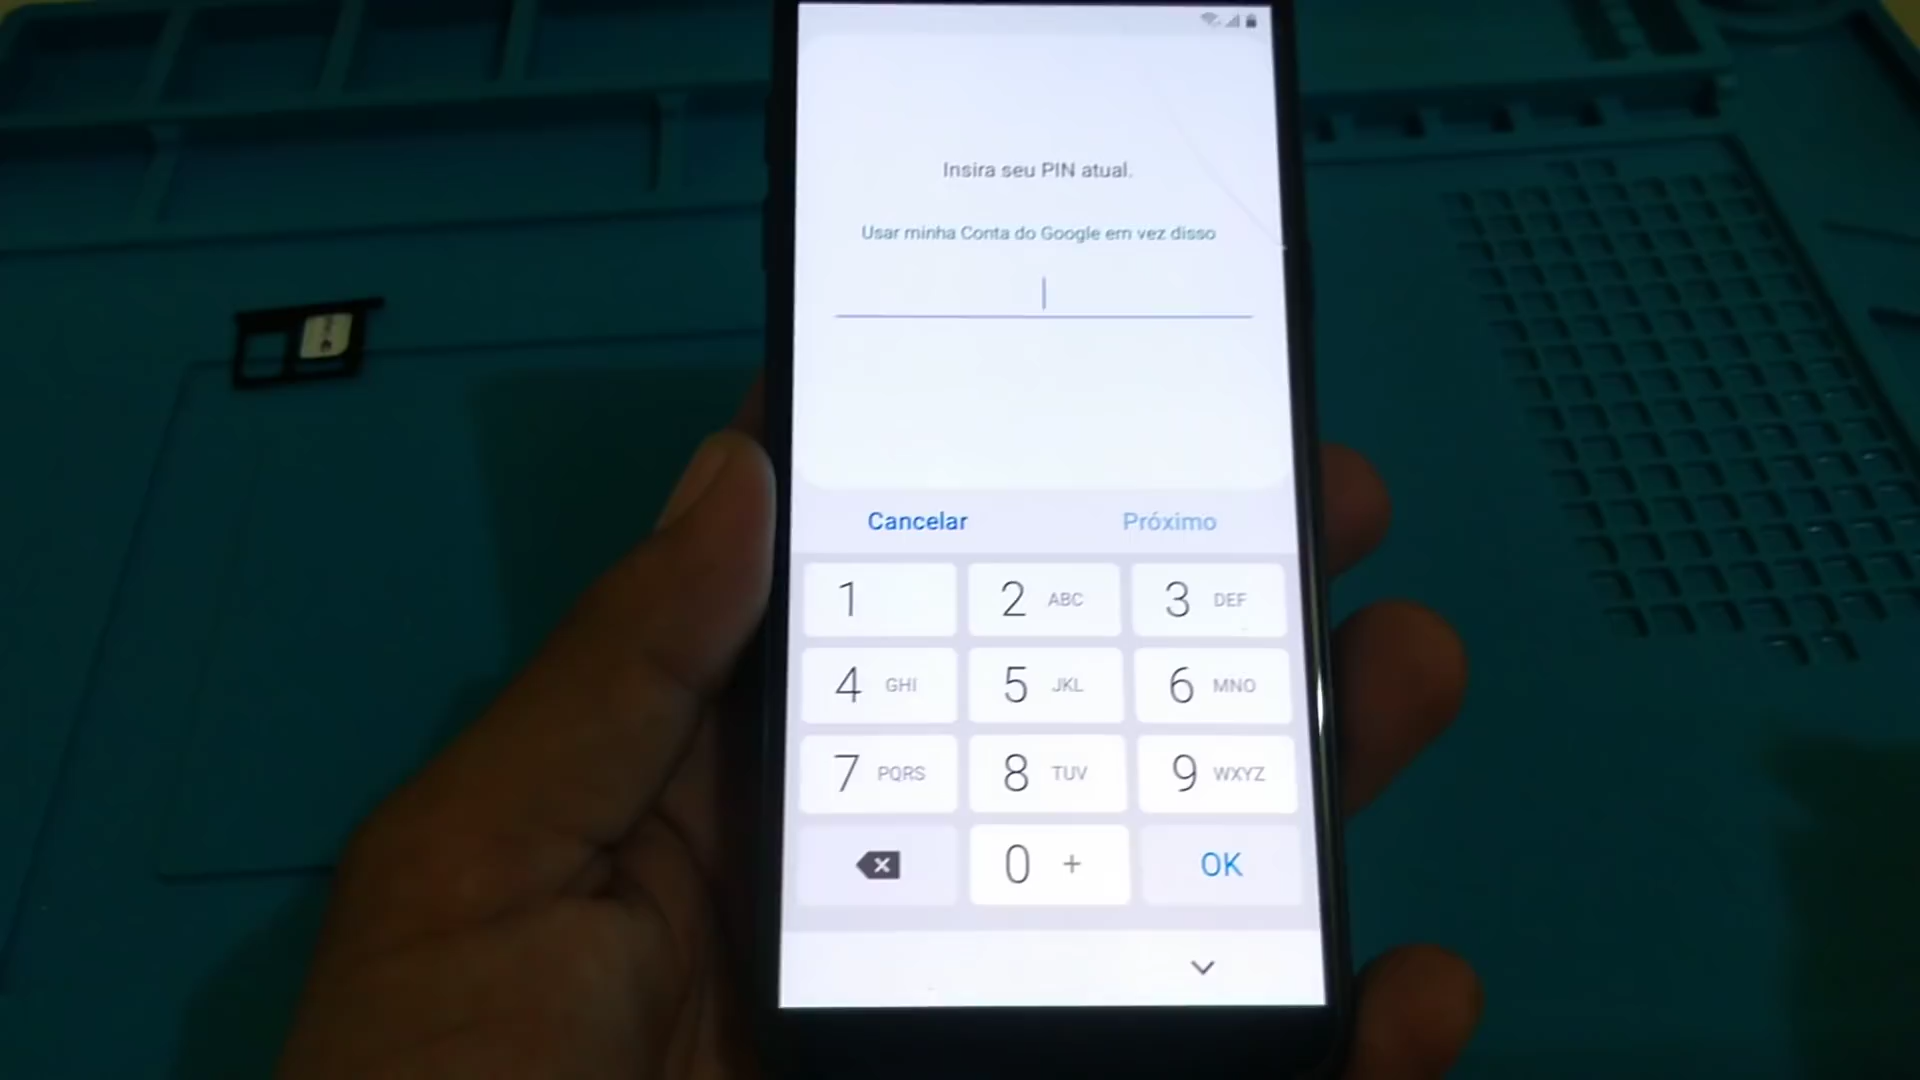 Insira seu PIN atual.
Usar minha Conta do Google em vez disso
Cancelar Próximo
1 2 ABC 3 DEF
4 GHI 5 JKL 6 MNO
7 PQRS 8 TUV 9 WXYZ
0 + OK